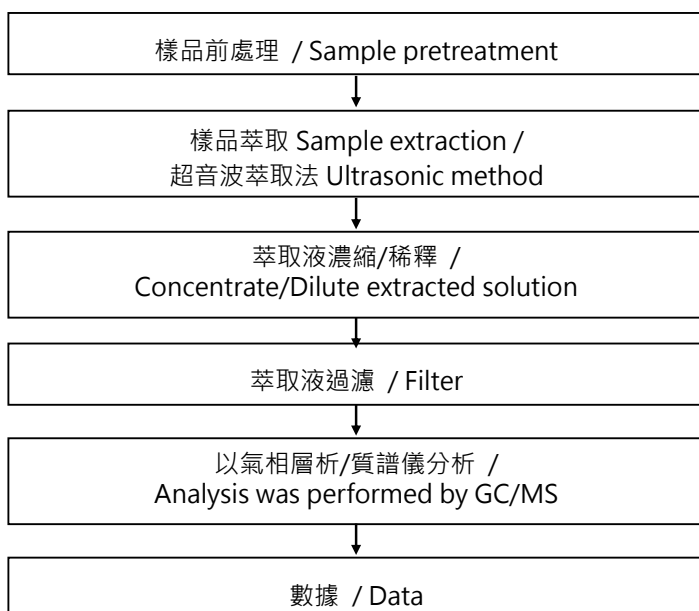 樣品前處理 / Sample pretreatment
樣品萃取 Sample extraction /
超音波萃取法 Ultrasonic method
萃取液濃縮/稀釋 /
Concentrate/Dilute extracted solution
萃取液過濾 / Filter
以氣相層析/質譜儀分析 /
Analysis was performed by GC/MS
數據 / Data